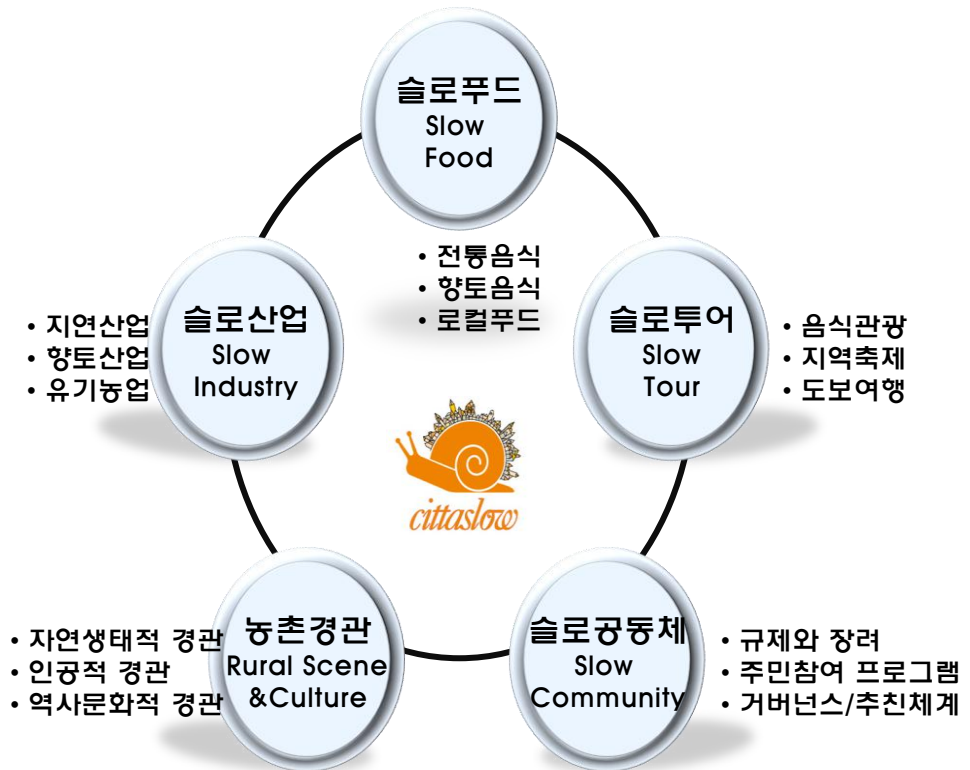 슬로푸드
Slow
Food
• 전통음식
• 향토음식
• 로컬푸드
슬로산업
Slow
Industry
• 지연산업
• 향토산업
• 유기농업
슬로투어
Slow
Tour
• 음식관광
• 지역축제
• 도보여행
cittaslow
농촌경관
Rural Scene
&Culture
• 자연생태적 경관
• 인공적 경관
• 역사문화적 경관
슬로공동체
Slow
Community
• 규제와 장려
• 주민참여 프로그램
• 거버넌스/추친체계